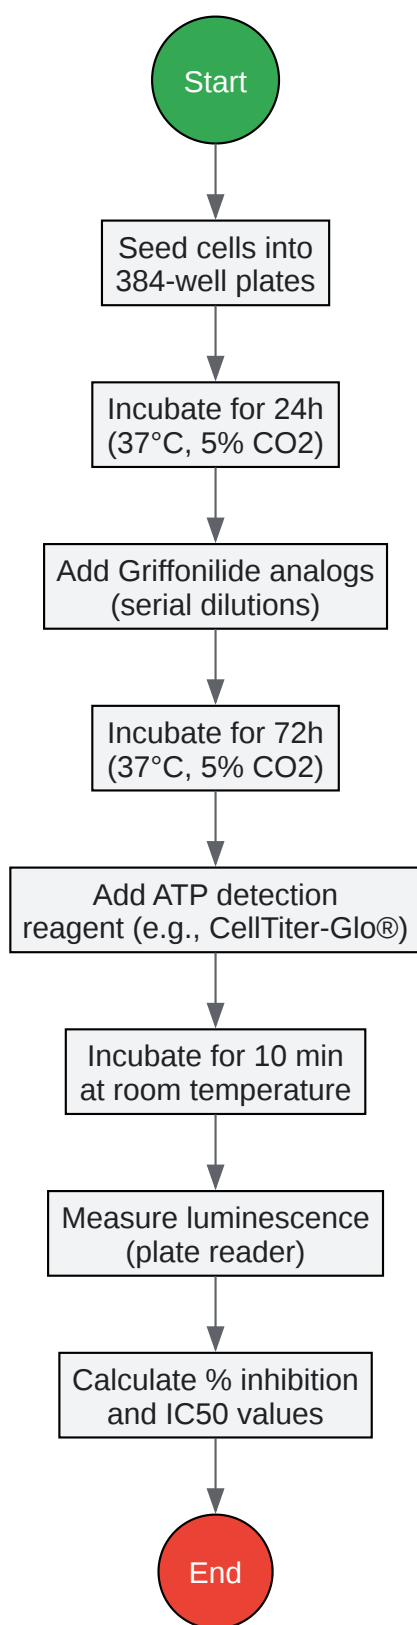 Start
Seed cells into
384-well plates
Incubate for 24h
(37°C, 5% CO2)
Add Griffonilide analogs
(serial dilutions)
Incubate for 72h
(37°C, 5% CO2)
Add ATP detection
reagent (e.g., CellTiter-Glo®)
Incubate for 10 min
at room temperature
Measure luminescence
(plate reader)
Calculate % inhibition
and IC50 values
End